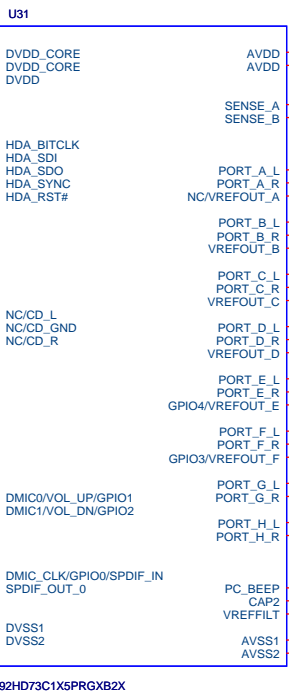 U31
DVDD_CORE
DVDD_CORE
DVDD
HDA_BITCLK
HDA_SDI
HDA_SDO
HDA_SYNC
HDA_RST#
NC/CD_L
NC/CD_GND
NC/CD_R
DMIC0/VOL_UP/GPIO1
DMIC1/VOL_DN/GPIO2
DMIC_CLK/GPIO0/SPDIF_IN
SPDIF_OUT_0
DVSS1
DVSS2
AVDD
AVDD
SENSE_A
SENSE_B
PORT_A_L
PORT_A_R
NC/VREFOUT_A
PORT_B_L
PORT_B_R
VREFOUT_B
PORT_C_L
PORT_C_R
VREFOUT_C
PORT_D_L
PORT_D_R
VREFOUT_D
PORT_E_L
PORT_E_R
GPIO4/VREFOUT_E
PORT_F_L
PORT_F_R
GPIO3/VREFOUT_F
PORT_G_L
PORT_G_R
PORT_H_L
PORT_H_R
PC_BEEP
CAP2
VREFFILT
AVSS1
AVSS2
92HD73C1X5PRGXB2X